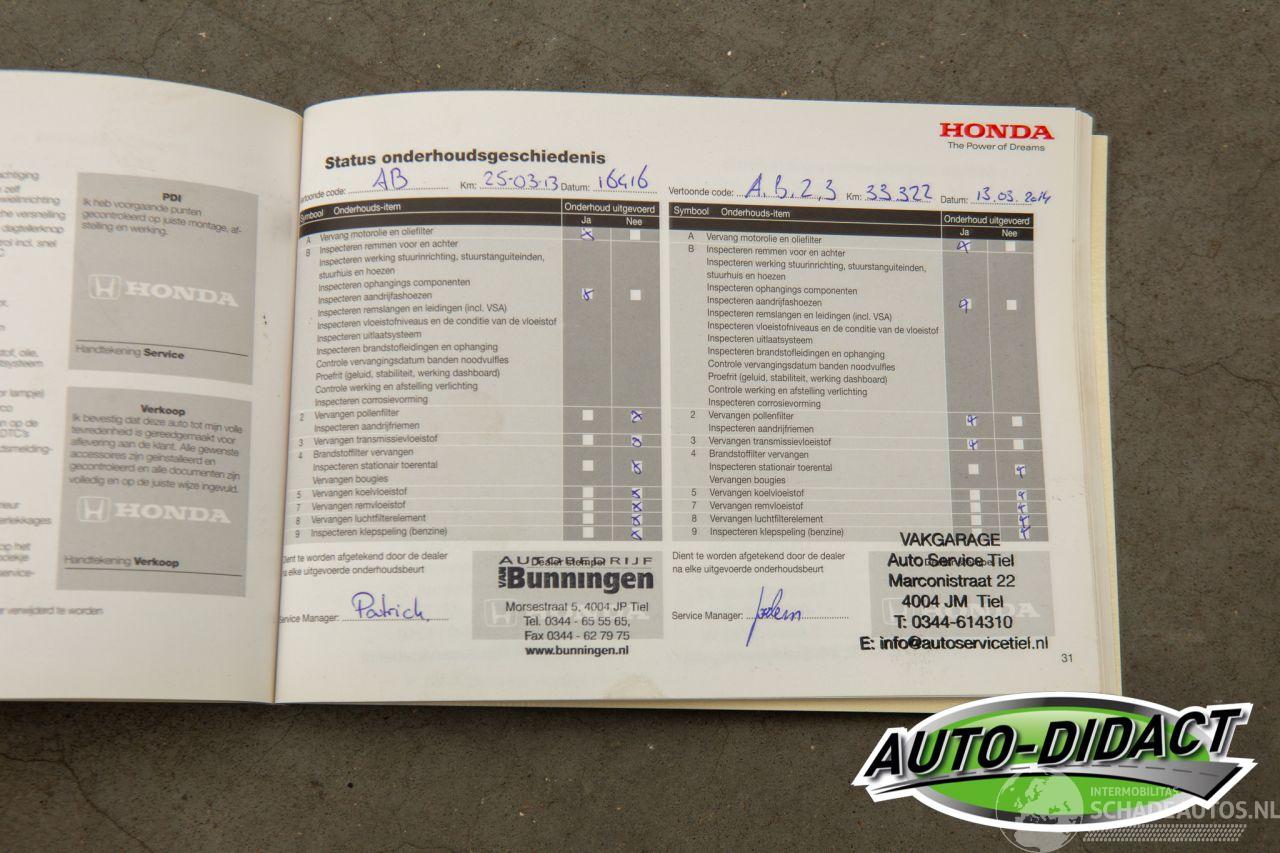 PDI
Ik heb voorgaande punten
gecontroleerd op juiste montage, af-
stelling en werking.
HONDA
Handtekening Service
Verkoop
Ik bevestig dat deze auto tot mijn volle
tevredenheid is gereedgemaakt voor
aflevering aan de klant. Alle gewenste
accessoires zijn geïnstalleerd en
gecontroleerd en alle documenten zijn
volledig en op de juiste wijze ingevuld.
HONDA
Handtekening Verkoop
er verwijderd te worden
HONDA
The Power of Dreams
Status onderhoudsgeschiedenis
Vertoonde code: AB Km: 25-03-13 Datum: 16416
Symbool Onderhouds-item Onderhoud uitgevoerd
Ja Nee
A Vervang motorolie en oliefilter
B Inspecteren remmen voor en achter
Inspecteren werking stuurinrichting, stuurstanguiteinden,
stuurhuis en hoezen
Inspecteren ophangings componenten
Inspecteren aandrijfashoezen
Inspecteren remslangen en leidingen (incl. VSA)
Inspecteren vloeistofniveaus en de conditie van de vloeistof
Inspecteren uitlaatsysteem
Inspecteren brandstofleidingen en ophanging
Controle vervangingsdatum banden noodvulfles
Proefrit (geluid, stabiliteit, werking dashboard)
Controle werking en afstelling verlichting
Inspecteren corrosievorming
2 Vervangen pollenfilter
Inspecteren aandrijfriemen
3 Vervangen transmissievloeistof
4 Brandstoffilter vervangen
Inspecteren stationair toerental
Vervangen bougies
5 Vervangen koelvloeistof
7 Vervangen remvloeistof
8 Vervangen luchtfilterelement
9 Inspecteren klepspeling (benzine)
Dient te worden afgetekend door de dealer
na elke uitgevoerde onderhoudsbeurt
Service Manager: Patrick
Dealer stempel
AUTOBEDRIJF
VAN Bunningen
Morsestraat 5, 4004 JP Tiel
Tel. 0344 - 65 55 65,
Fax 0344 - 62 79 75
www.bunningen.nl
Vertoonde code: A.B.2,3 Km: 33.322 Datum: 13.03.2014
Symbool Onderhouds-item Onderhoud uitgevoerd
Ja Nee
A Vervang motorolie en oliefilter
B Inspecteren remmen voor en achter
Inspecteren werking stuurinrichting, stuurstanguiteinden,
stuurhuis en hoezen
Inspecteren ophangings componenten
Inspecteren aandrijfashoezen
Inspecteren remslangen en leidingen (incl. VSA)
Inspecteren vloeistofniveaus en de conditie van de vloeistof
Inspecteren uitlaatsysteem
Inspecteren brandstofleidingen en ophanging
Controle vervangingsdatum banden noodvulfles
Proefrit (geluid, stabiliteit, werking dashboard)
Controle werking en afstelling verlichting
Inspecteren corrosievorming
2 Vervangen pollenfilter
Inspecteren aandrijfriemen
3 Vervangen transmissievloeistof
4 Brandstoffilter vervangen
Inspecteren stationair toerental
Vervangen bougies
5 Vervangen koelvloeistof
7 Vervangen remvloeistof
8 Vervangen luchtfilterelement
9 Inspecteren klepspeling (benzine)
Dient te worden afgetekend door de dealer
na elke uitgevoerde onderhoudsbeurt
Service Manager:
VAKGARAGE
Auto Service Tiel
Marconistraat 22
4004 JM Tiel
T: 0344-614310
E: info@autoservicetiel.nl
31
AUTO-DIDACT
INTERMOBILITAS
SCHADEAUTOS.NL